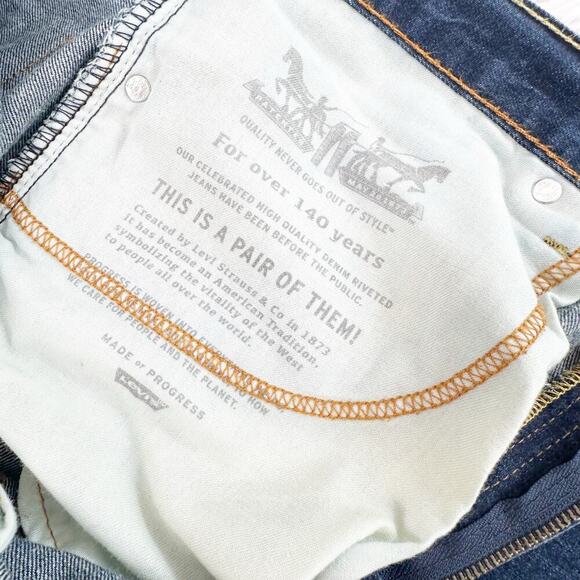 QUALITY NEVER GOES OUT OF STYLE™
For over 140 years
OUR CELEBRATED HIGH QUALITY DENIM RIVETED
JEANS HAVE BEEN BEFORE THE PUBLIC.
THIS IS A PAIR OF THEM!
Created by Levi Strauss & Co in 1873
it has become an American Tradition,
symbolizing the vitality of the West
to people all over the world.
PROGRESS IS WOVEN INTO HOW
WE CARE FOR PEOPLE AND THE PLANET.
MADE OF PROGRESS
LEVI'S